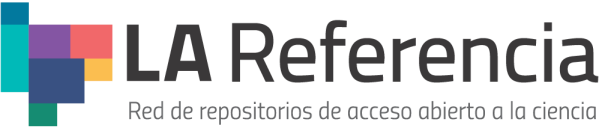 LA Referencia
Red de repositorios de acceso abierto a la ciencia